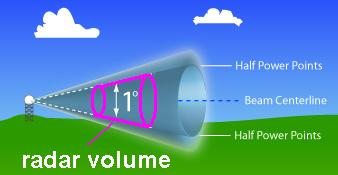 Half Power Points
1°
Beam Centerline
Half Power Points
radar volume